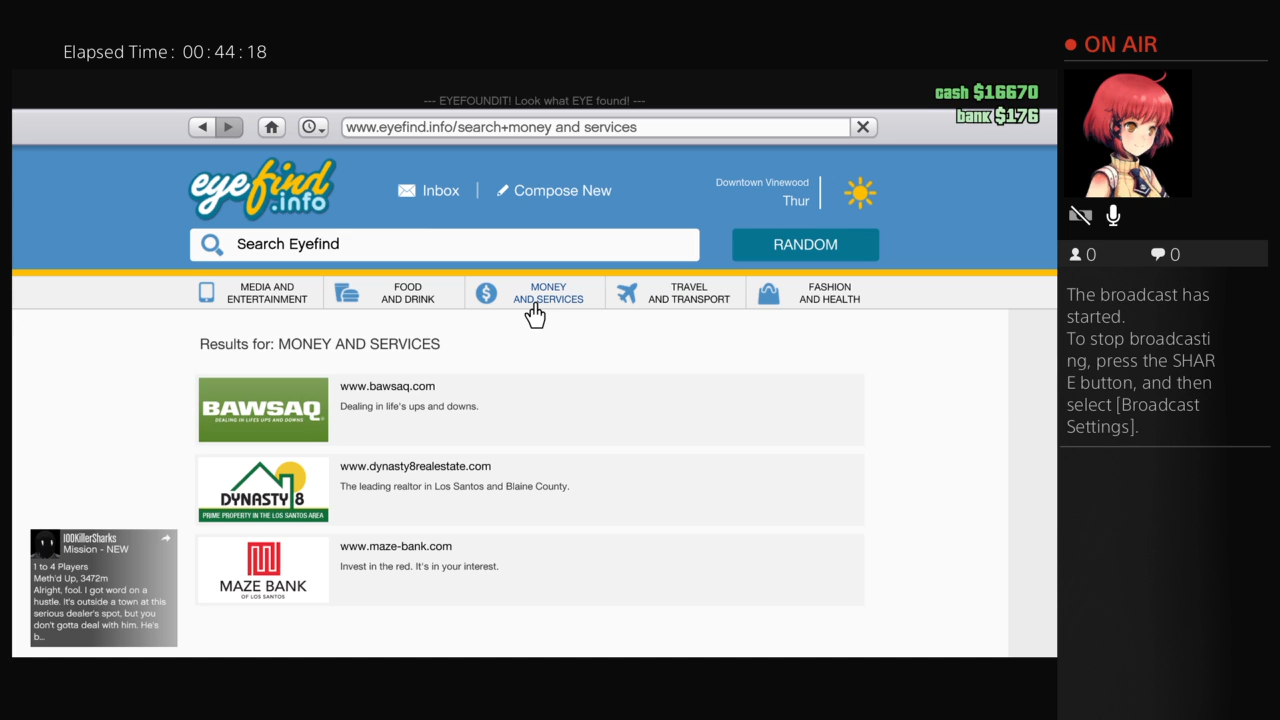 Elapsed Time: 00:44:18
ON AIR
--- EYEFOUNDIT! Look what EYE found! ---
cash $16670
bank $176
www.eyefind.info/search+money and services
eyefind
.info
Inbox
Compose New
Downtown Vinewood
Thur
Search Eyefind
RANDOM
0
0
MEDIA AND
ENTERTAINMENT
FOOD
AND DRINK
MONEY
AND SERVICES
TRAVEL
AND TRANSPORT
FASHION
AND HEALTH
The broadcast has
started.
To stop broadcasti
ng, press the SHAR
E button, and then
select [Broadcast
Settings].
Results for: MONEY AND SERVICES
BAWSAQ
DEALING IN LIFES UPS AND DOWNS
www.bawsaq.com
Dealing in life's ups and downs.
DYNASTY 8
PRIME PROPERTY IN THE LOS SANTOS AREA
www.dynasty8realestate.com
The leading realtor in Los Santos and Blaine County.
MAZE BANK
OF LOS SANTOS
www.maze-bank.com
Invest in the red. It's in your interest.
100KillerSharks
Mission - NEW
1 to 4 Players
Meth'd Up, 3472m
Alright, fool. I got word on a
hustle. It's outside a town at this
serious dealer's spot, but you
don't gotta deal with him. He's
b...